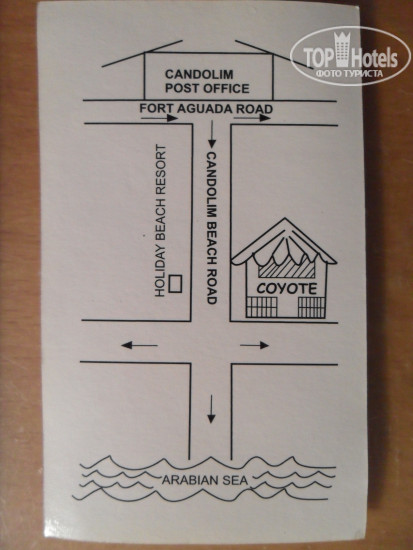 TOP Hotels
ФОТО ТУРИСТА
CANDOLIM
POST OFFICE
FORT AGUADA ROAD
HOLIDAY BEACH RESORT
CANDOLIM BEACH ROAD
COYOTE
ARABIAN SEA